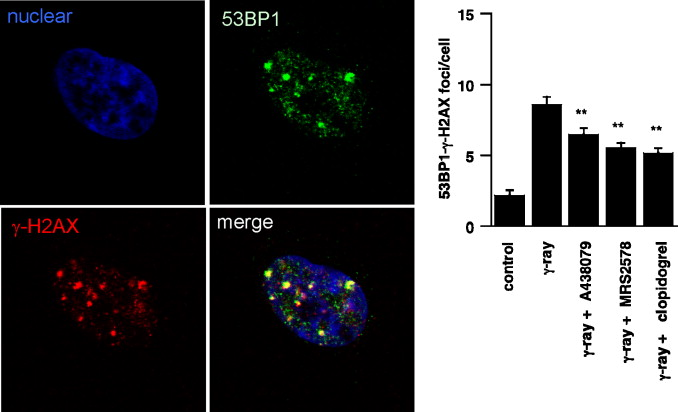 nuclear
53BP1
γ-H2AX
merge
53BP1-γ-H2AX foci/cell
15
10
5
0
**
**
**
control
γ-ray
γ-ray + A438079
γ-ray + MRS2578
γ-ray + clopidogrel